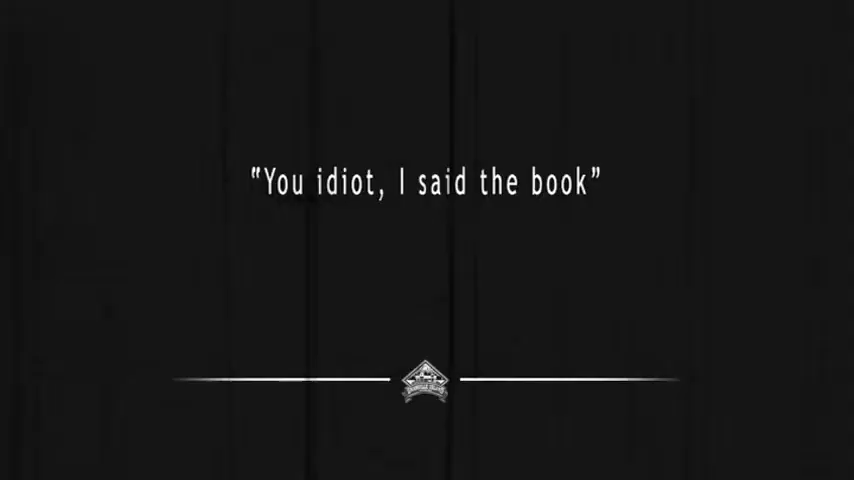 “You idiot, I said the book”